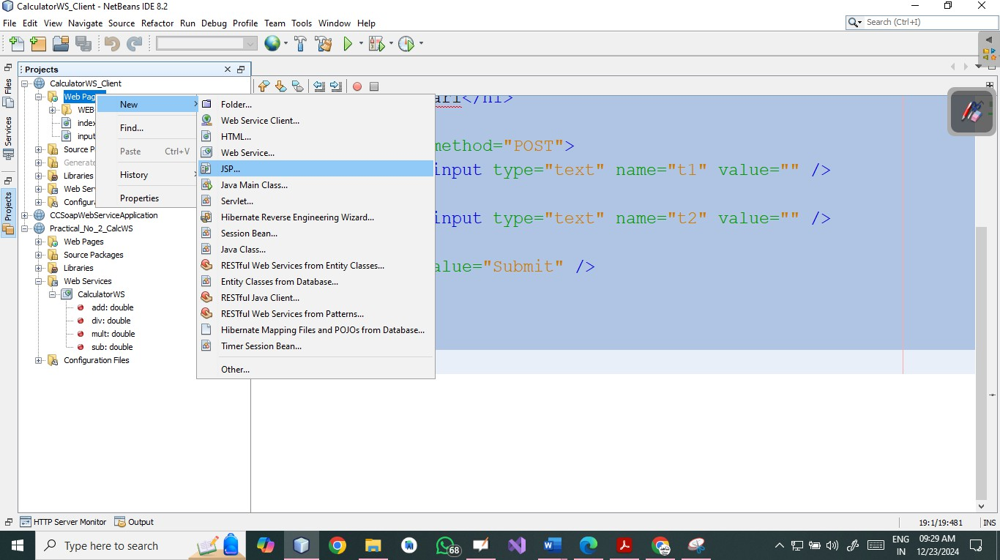 CalculatorWS_Client - NetBeans IDE 8.2
File Edit View Navigate Source Refactor Run Debug Profile Team Tools Window Help
Search (Ctrl+I)
Projects
Files
Services
Projects
CalculatorWS_Client
Web Pag
WEB
index
input
Source P
Generate
Libraries
Web Ser
Configura
CCSoapWebServiceApplication
Practical_No_2_CalcWS
Web Pages
Source Packages
Libraries
Web Services
CalculatorWS
add: double
div: double
mult: double
sub: double
Configuration Files
New
Find...
Paste Ctrl+V
History
Properties
Folder...
Web Service Client...
HTML...
Web Service...
JSP...
Java Main Class...
Servlet...
Hibernate Reverse Engineering Wizard...
Session Bean...
Java Class...
RESTful Web Services from Entity Classes...
Entity Classes from Database...
RESTful Java Client...
RESTful Web Services from Patterns...
Hibernate Mapping Files and POJOs from Database...
Timer Session Bean...
Other...
ari</h1>
method="POST">
input type="text" name="t1" value="" />
input type="text" name="t2" value="" />
alue="Submit" />
HTTP Server Monitor Output
19:1/19:481 INS
Type here to search
68
ENG
IN
09:29 AM
12/23/2024